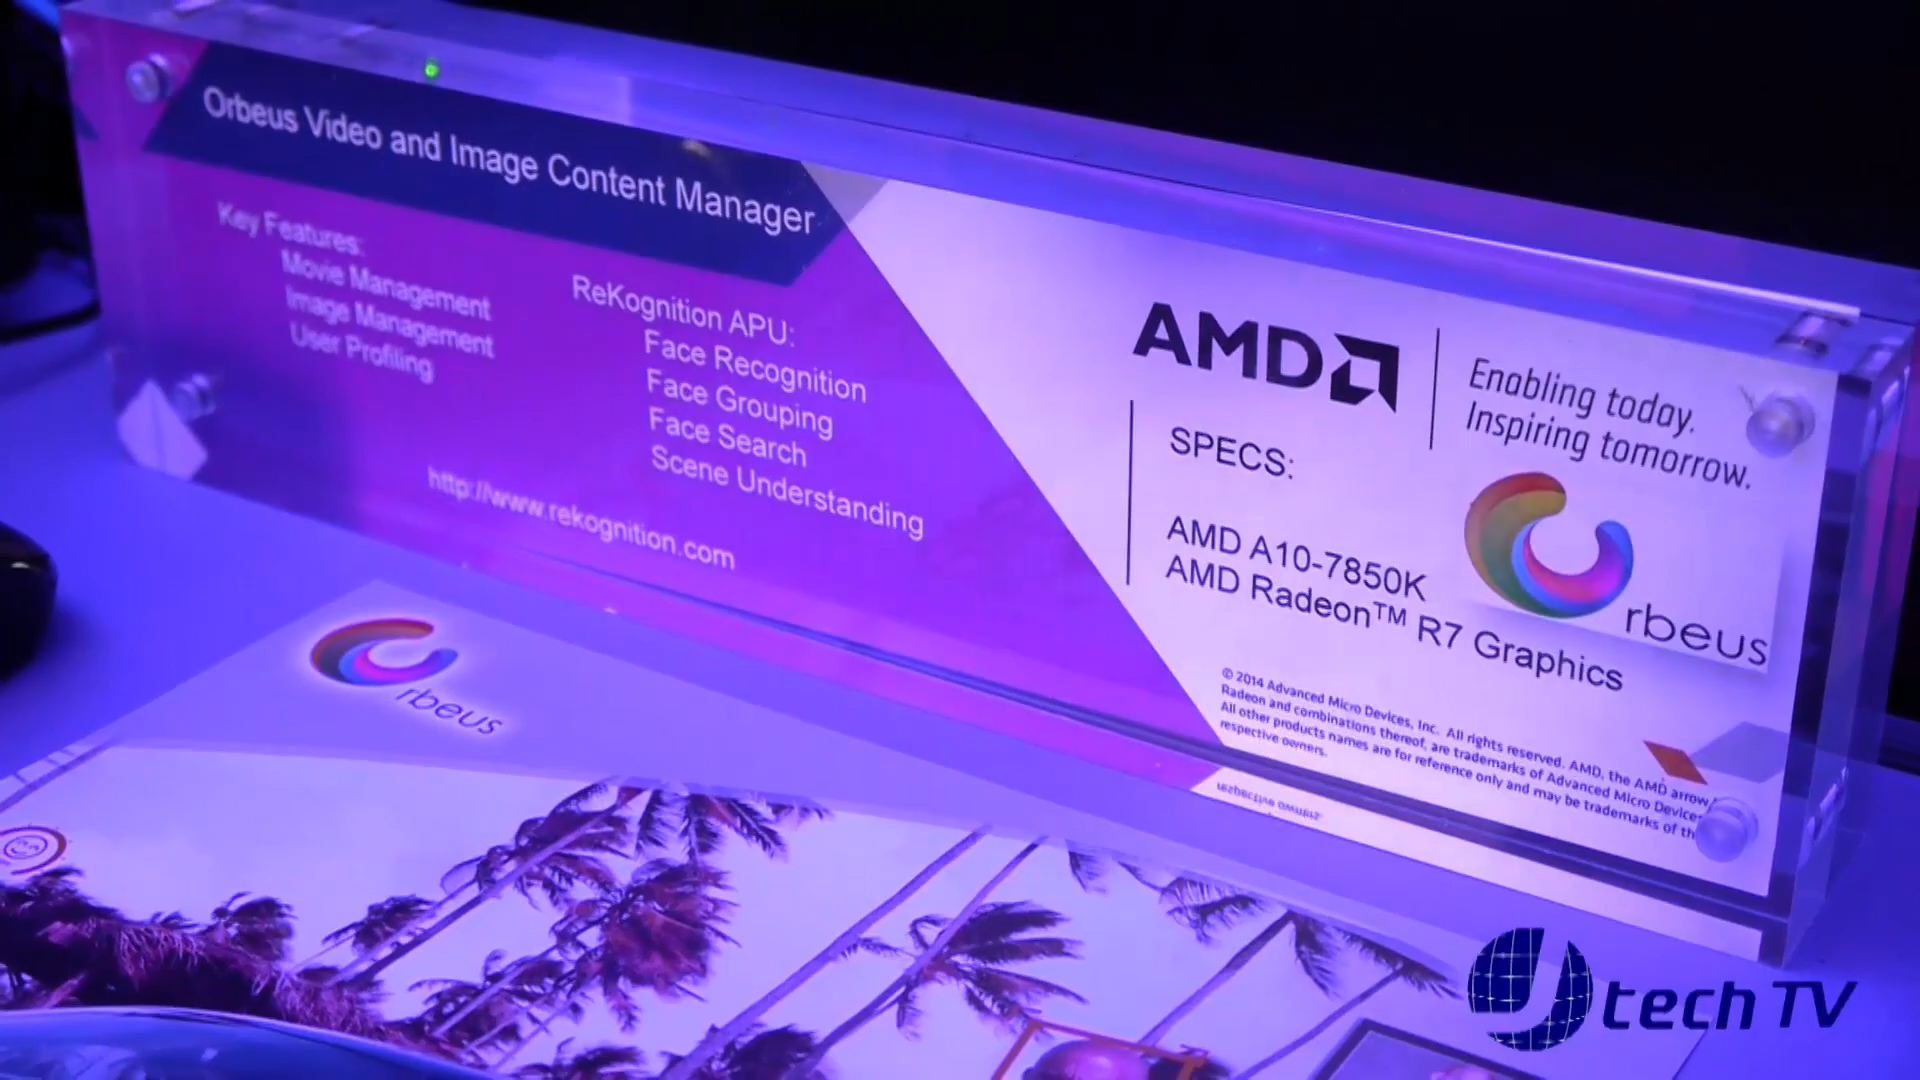 Orbeus Video and Image Content Manager
Key Features:
Movie Management
Image Management
User Profiling
ReKognition APU:
Face Recognition
Face Grouping
Face Search
Scene Understanding
http://www.rekognition.com
AMD
Enabling today.
Inspiring tomorrow.
SPECS:
AMD A10-7850K
AMD Radeon™ R7 Graphics
rbeus
© 2014 Advanced Micro Devices, Inc. All rights reserved. AMD, the AMD arrow,
Radeon and combinations thereof, are trademarks of Advanced Micro Devices
All other products names are for reference only and may be trademarks of th
respective owners.
rbeus
tech TV